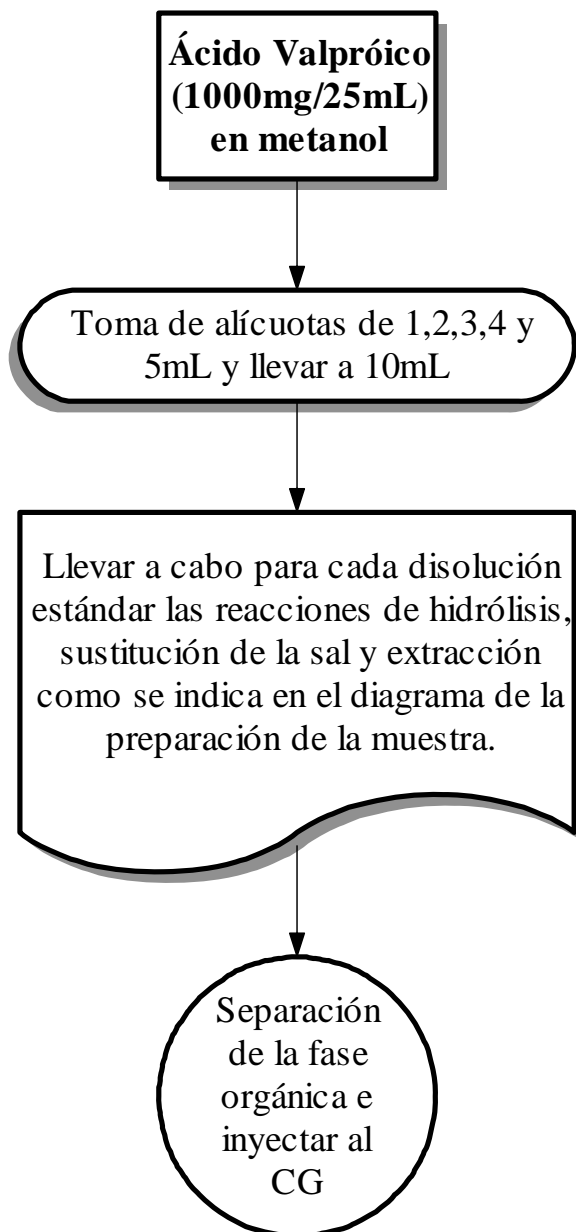 Ácido Valpróico
(1000mg/25mL)
en metanol
Toma de alícuotas de 1,2,3,4 y
5mL y llevar a 10mL
Llevar a cabo para cada disolución
estándar las reacciones de hidrólisis,
sustitución de la sal y extracción
como se indica en el diagrama de la
preparación de la muestra.
Separación
de la fase
orgánica e
inyectar al
CG